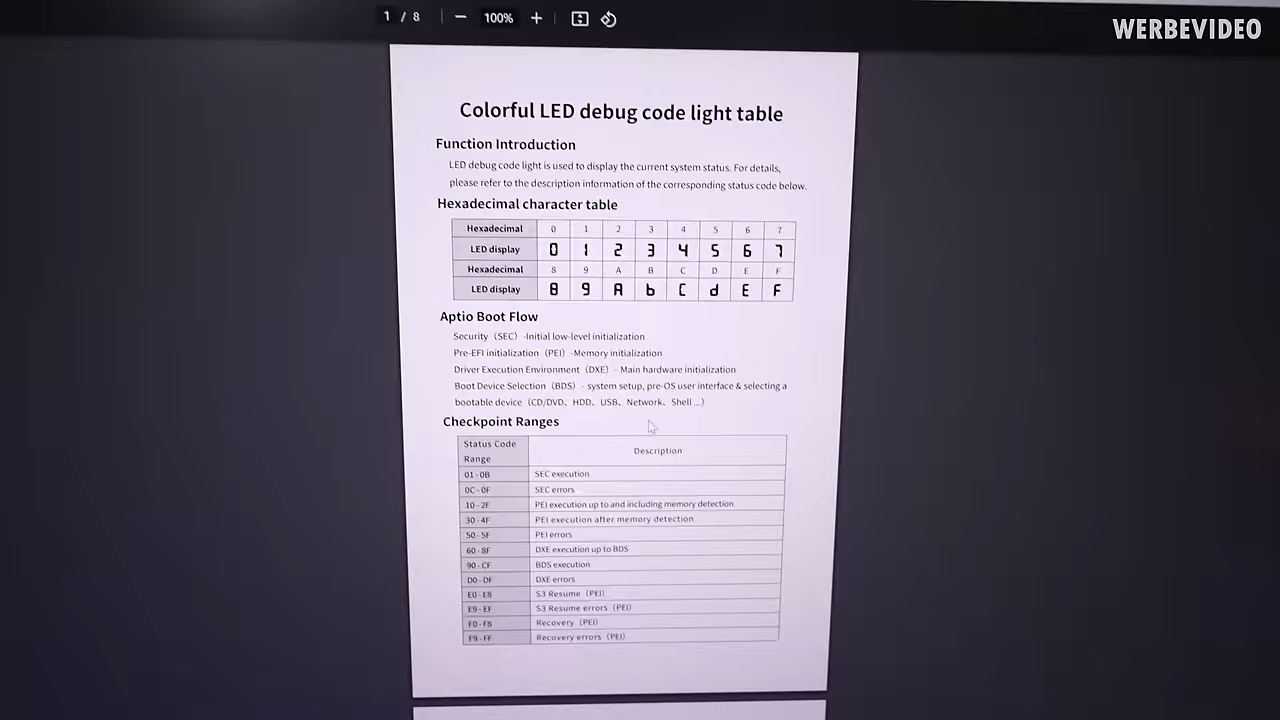 1 / 8 — 100% +
WERBEVIDEO
Colorful LED debug code light table
Function Introduction
LED debug code light is used to display the current system status. For details,
please refer to the description information of the corresponding status code below.
Hexadecimal character table
Hexadecimal 0 1 2 3 4 5 6 7
LED display 0 1 2 3 4 5 6 7
Hexadecimal 8 9 A B C D E F
LED display 8 9 A b C d E F
Aptio Boot Flow
Security（SEC）-Initial low-level initialization
Pre-EFI initialization（PEI）-Memory initialization
Driver Execution Environment（DXE）- Main hardware initialization
Boot Device Selection（BDS）- system setup, pre-OS user interface & selecting a
bootable device（CD/DVD、HDD、USB、Network、Shell…）
Checkpoint Ranges
Status Code
Range
Description
01 - 0B SEC execution
0C - 0F SEC errors
10 - 2F PEI execution up to and including memory detection
30 - 4F PEI execution after memory detection
50 - 5F PEI errors
60 - 8F DXE execution up to BDS
90 - CF BDS execution
D0 - DF DXE errors
E0 - E8 S3 Resume（PEI）
E9 - EF S3 Resume errors（PEI）
F0 - F8 Recovery（PEI）
F9 - FF Recovery errors（PEI）